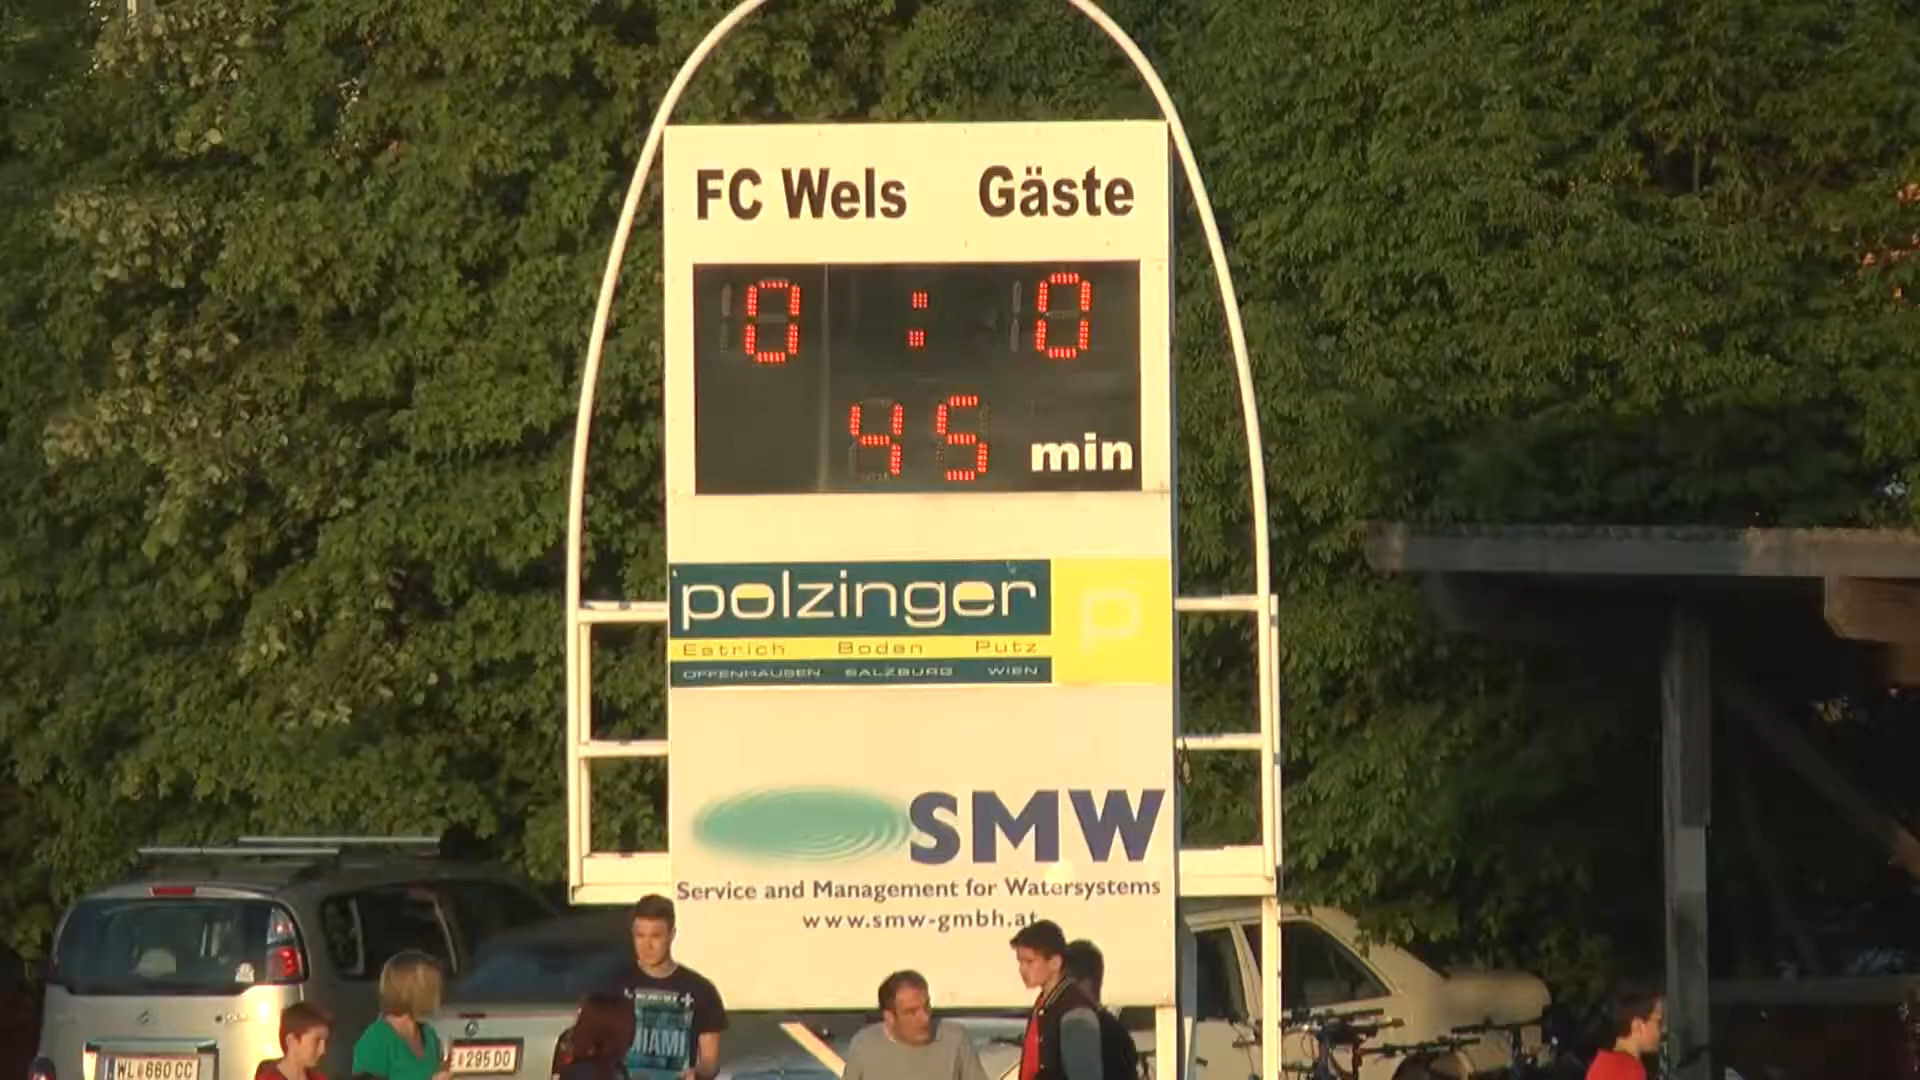 FC Wels Gäste
0 : 0
45 min
polzinger P
Estrich Boden Putz
OFFENHAUSEN SALZBURG WIEN
SMW
Service and Management for Watersystems
www.smw-gmbh.at
MIAMI
WL 660 CC
295 DD